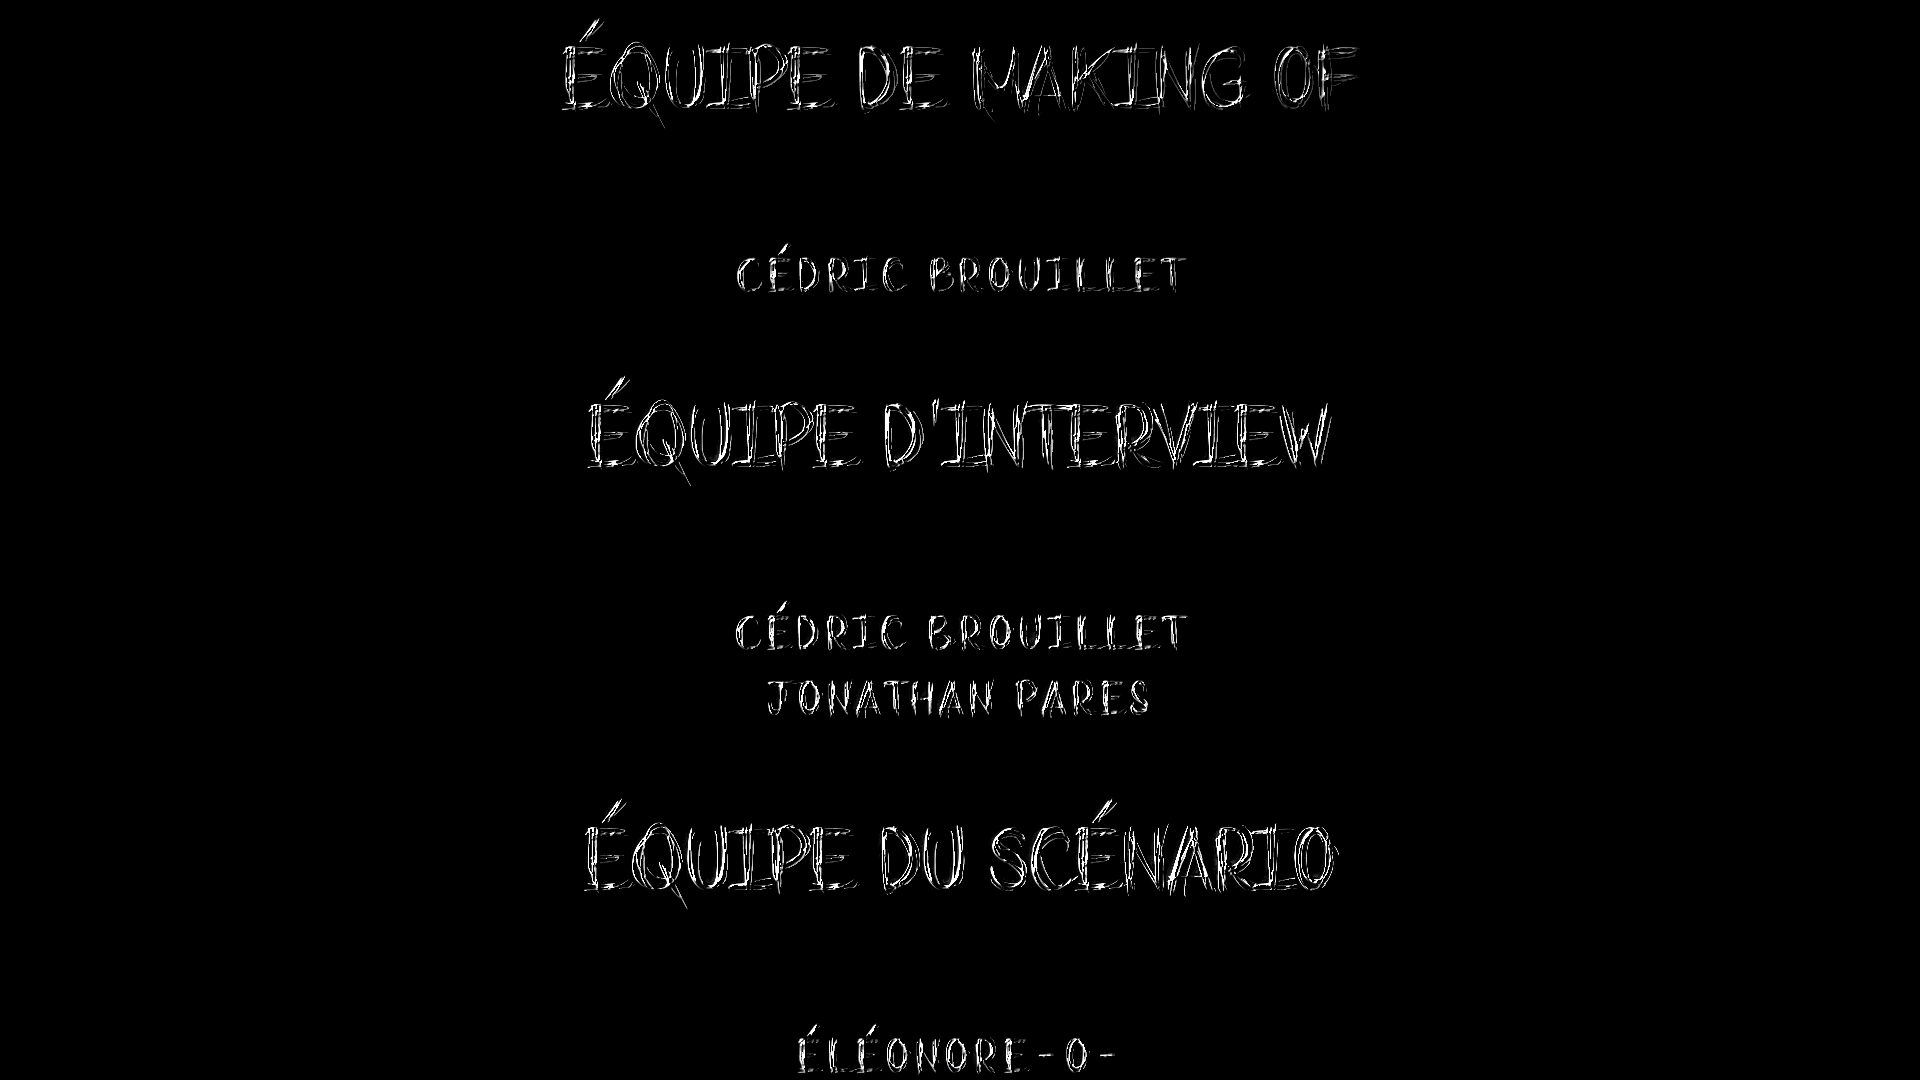 ÉQUIPE DE MAKING OF
CÉDRIC BROUILLET
ÉQUIPE D'INTERVIEW
CÉDRIC BROUILLET
JONATHAN PARES
ÉQUIPE DU SCÉNARIO
ÉLÉONORE-O-